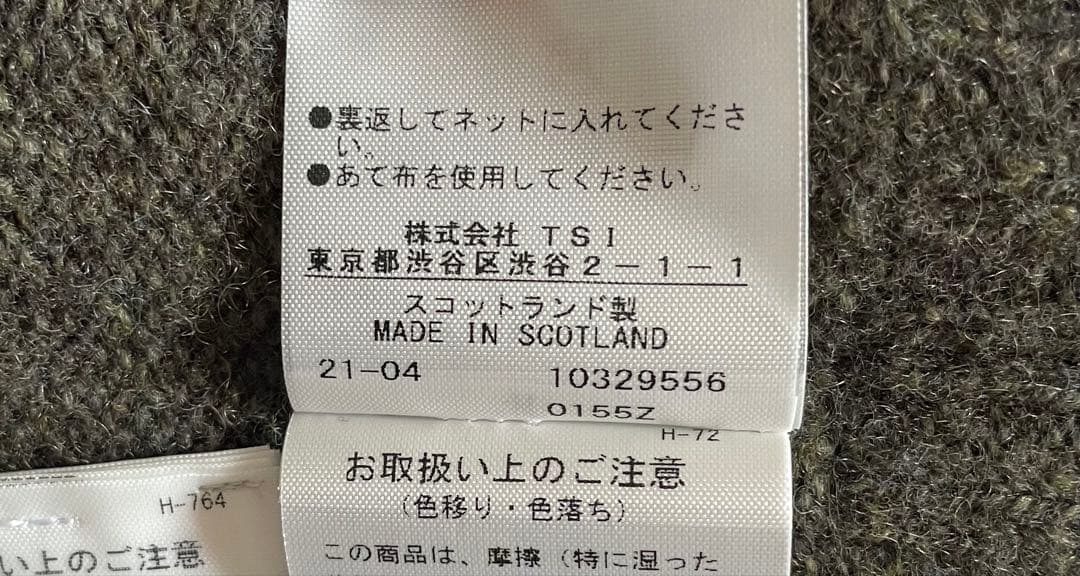 ●裏返してネットに入れてくださ
い。
●あて布を使用してください。
株式会社 TSI
東京都渋谷区渋谷2-1-1
スコットランド製
MADE IN SCOTLAND
21-04 10329556
0155Z
H-72
お取扱い上のご注意
(色移り・色落ち)
この商品は、摩擦(特に湿った
H-764
い上のご注意